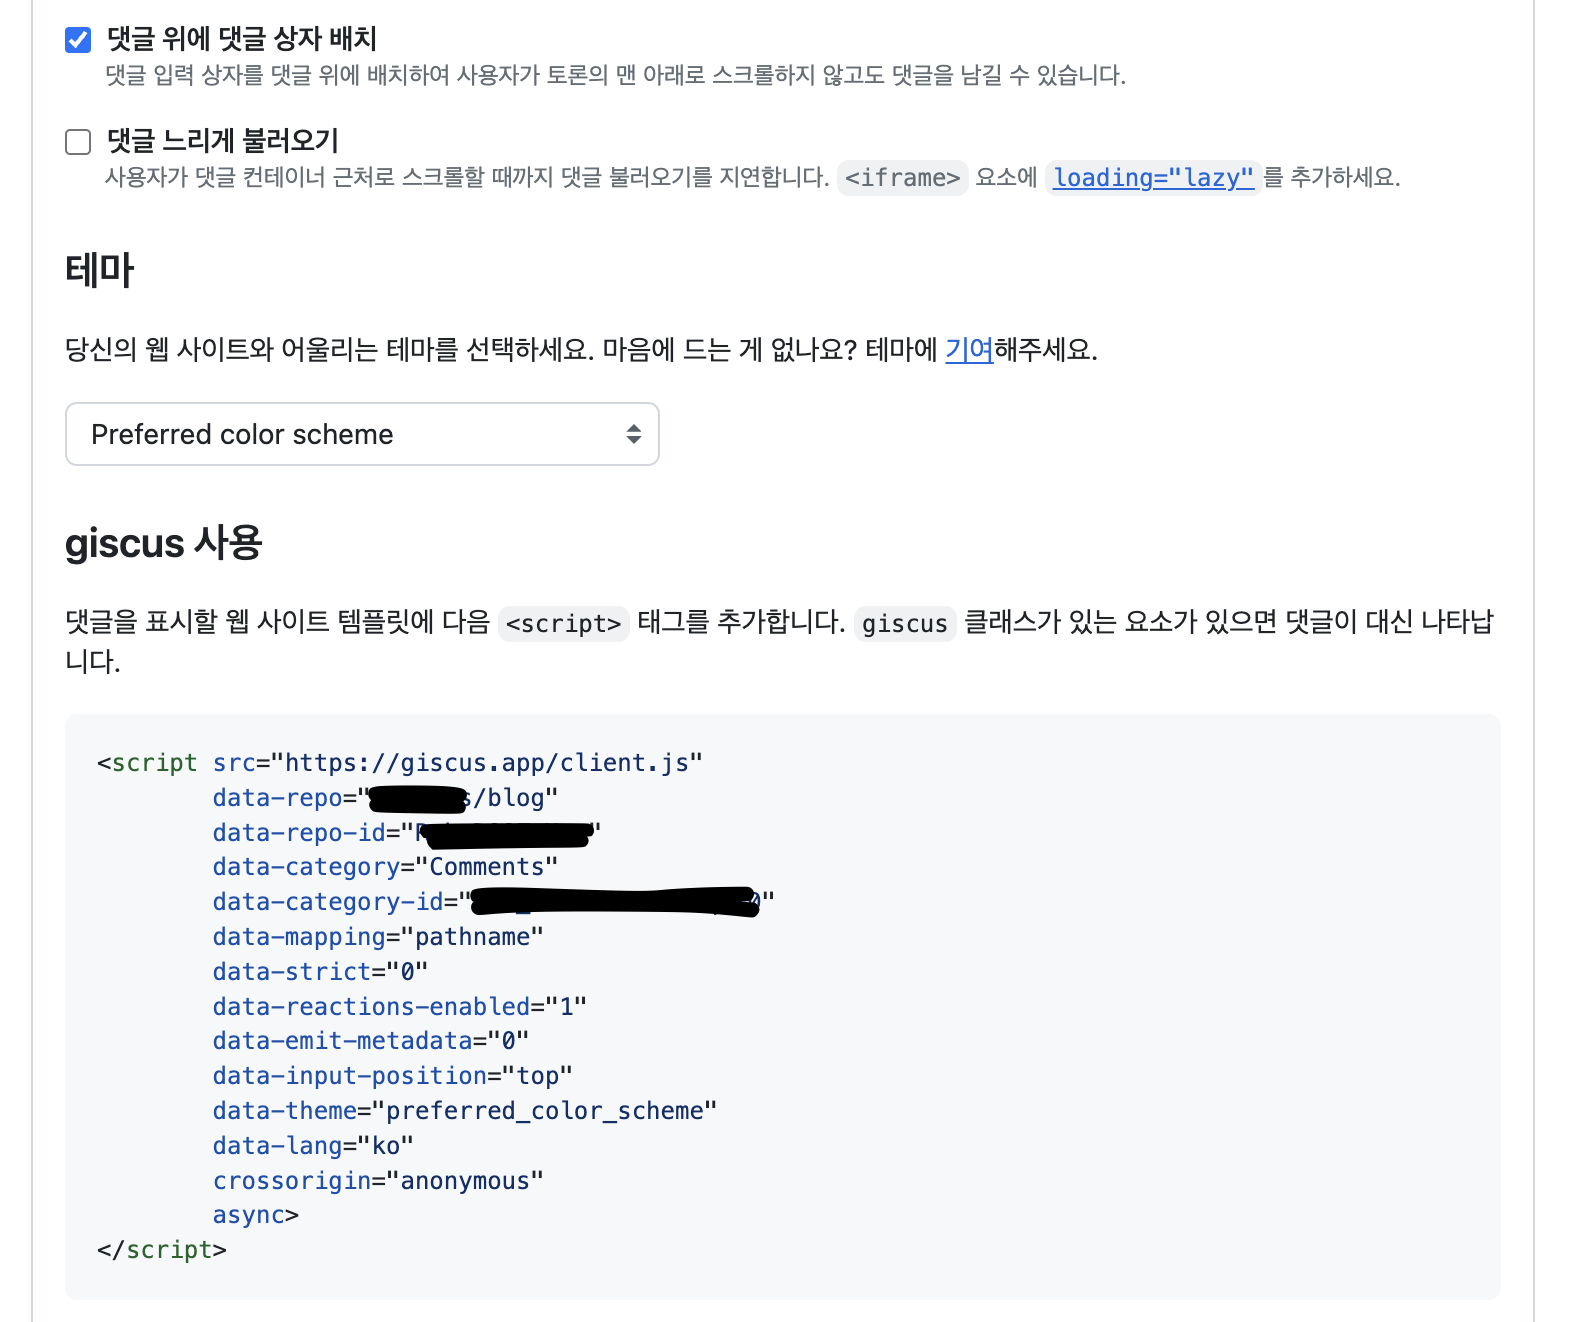 댓글 위에 댓글 상자 배치
댓글 입력 상자를 댓글 위에 배치하여 사용자가 토론의 맨 아래로 스크롤하지 않고도 댓글을 남길 수 있습니다.
댓글 느리게 불러오기
사용자가 댓글 컨테이너 근처로 스크롤할 때까지 댓글 불러오기를 지연합니다. <iframe> 요소에 loading="lazy"를 추가하세요.
테마
당신의 웹 사이트와 어울리는 테마를 선택하세요. 마음에 드는 게 없나요? 테마에 기여해주세요.
Preferred color scheme
giscus 사용
댓글을 표시할 웹 사이트 템플릿에 다음 <script> 태그를 추가합니다. giscus 클래스가 있는 요소가 있으면 댓글이 대신 나타납
니다.
<script src="https://giscus.app/client.js"
data-repo="s/blog"
data-repo-id=""
data-category="Comments"
data-category-id=""
data-mapping="pathname"
data-strict="0"
data-reactions-enabled="1"
data-emit-metadata="0"
data-input-position="top"
data-theme="preferred_color_scheme"
data-lang="ko"
crossorigin="anonymous"
async>
</script>